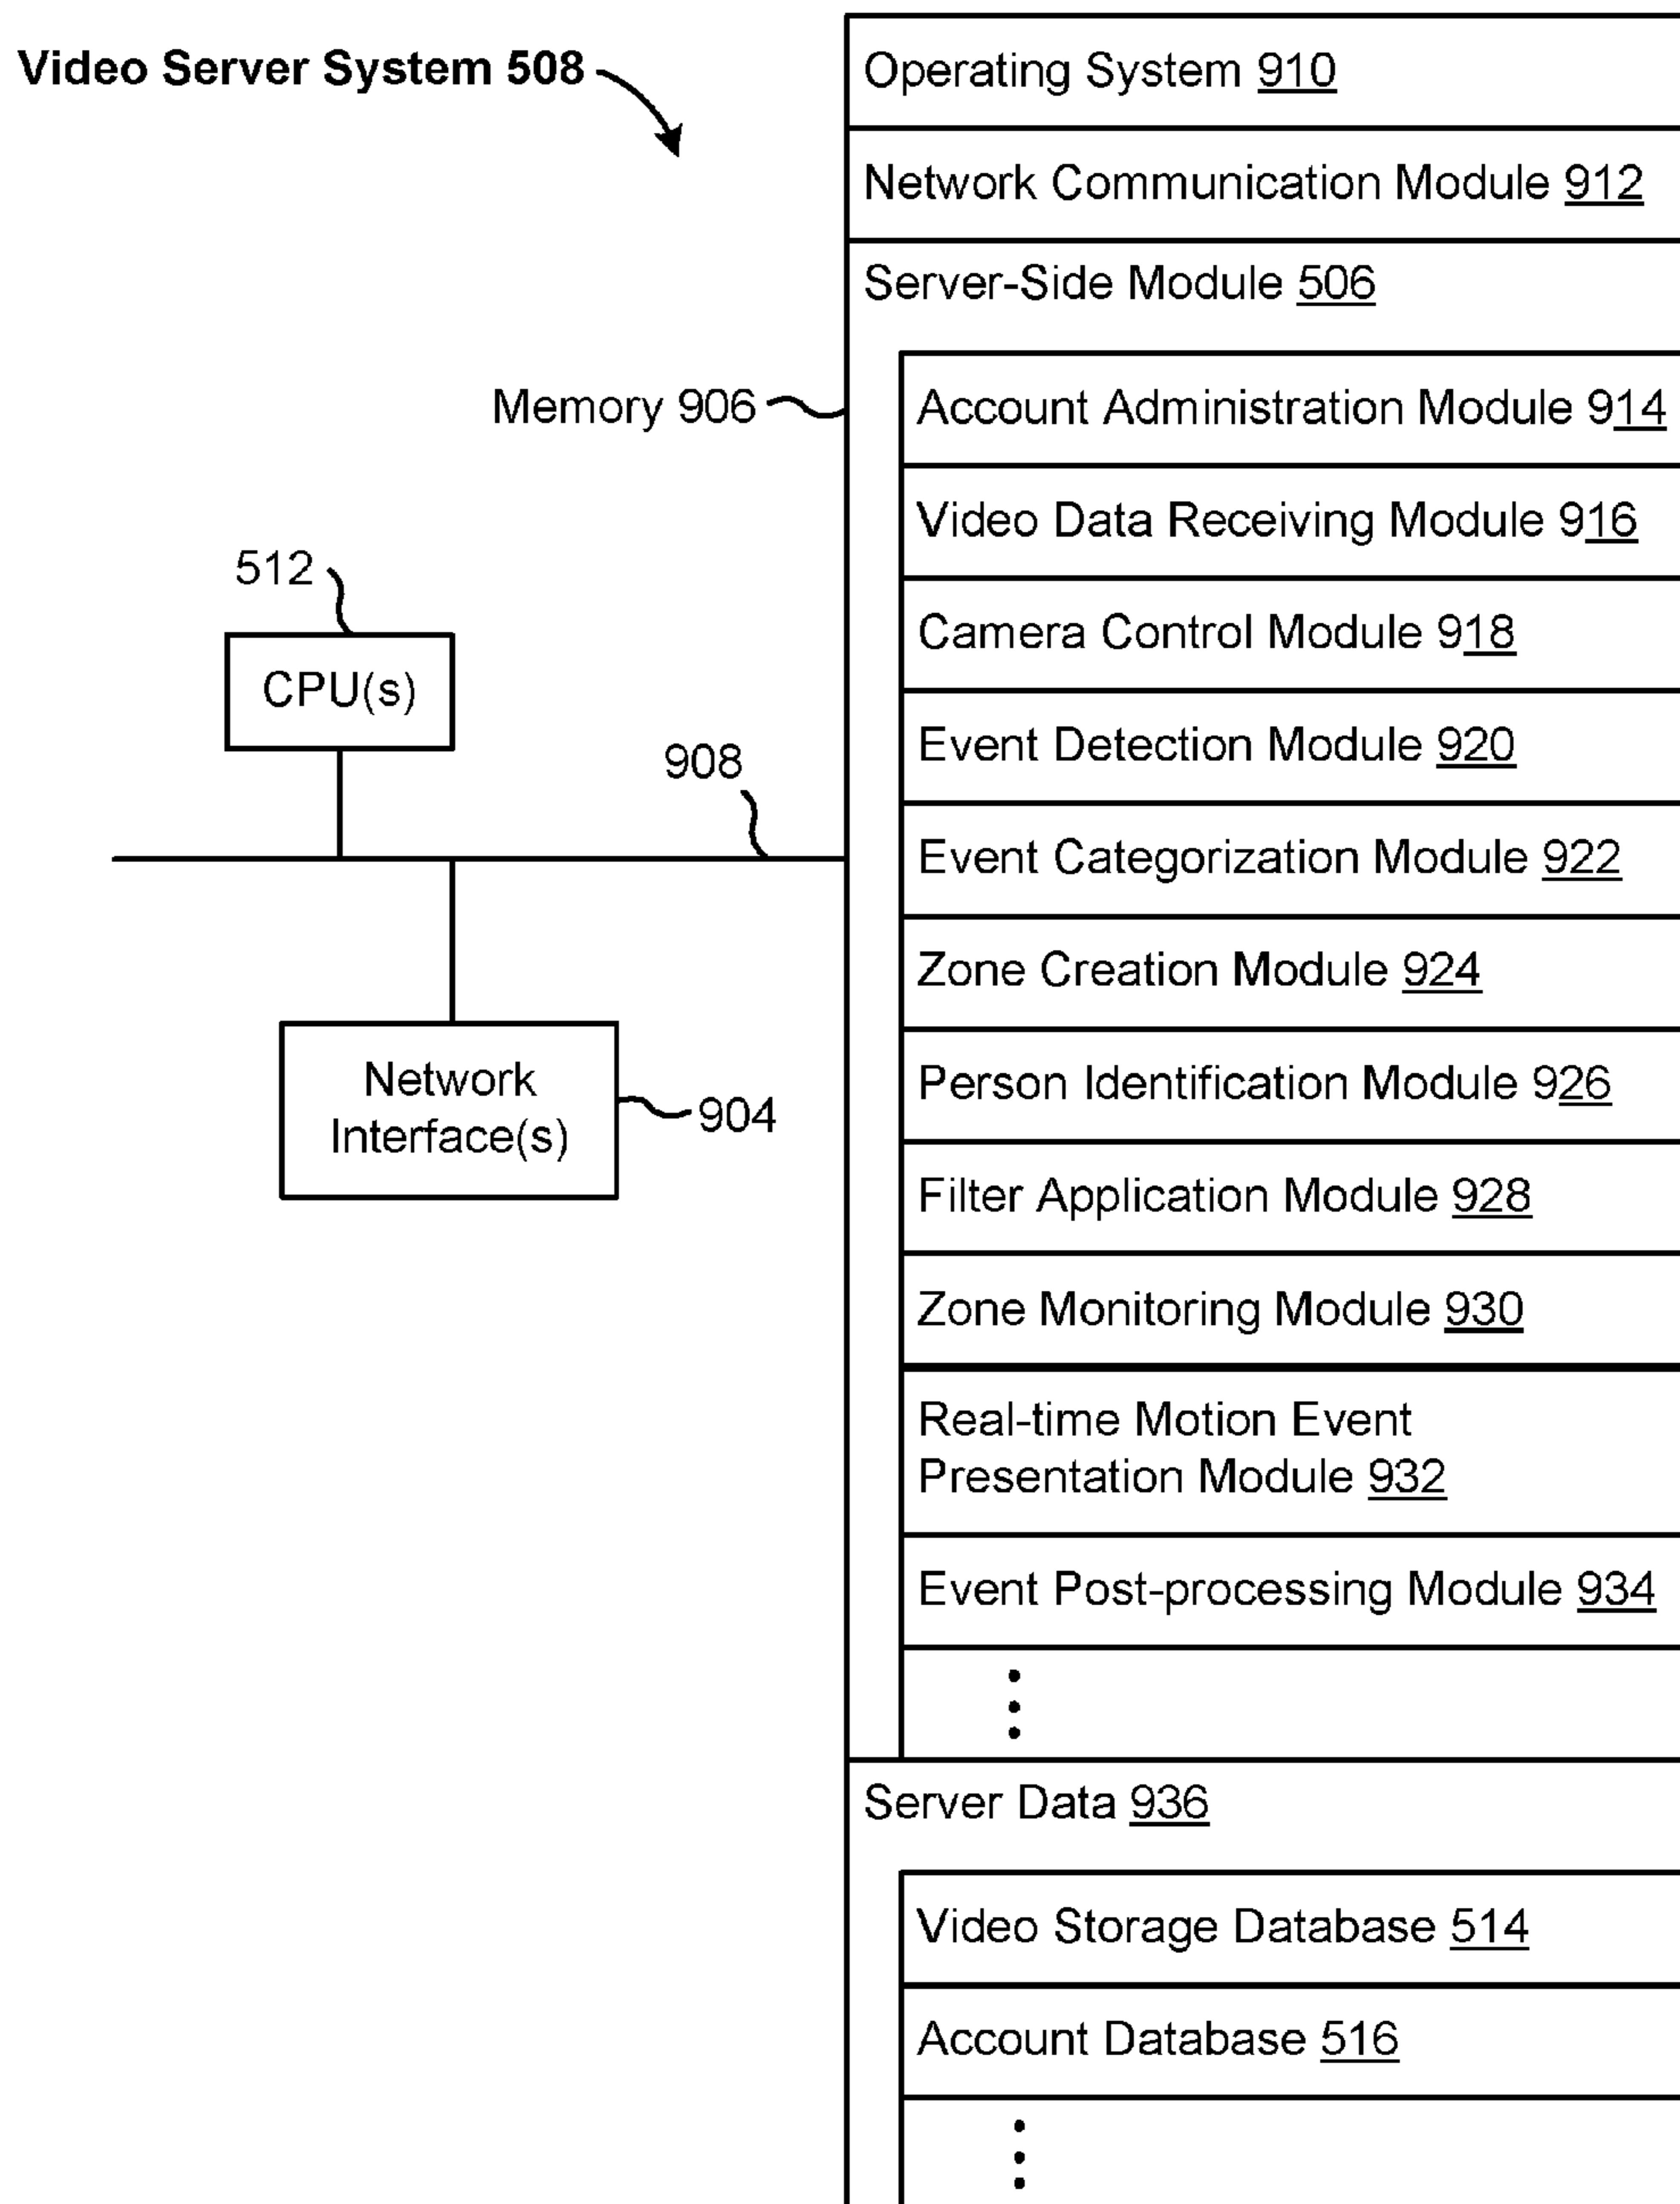 Video Server System 508
Operating System 910
Network Communication Module 912
Server-Side Module 506
Memory 906
Account Administration Module 914
Video Data Receiving Module 916
512
CPU(s)
Camera Control Module 918
908
Event Detection Module 920
Event Categorization Module 922
Zone Creation Module 924
Network
Interface(s)
904
Person Identification Module 926
Filter Application Module 928
Zone Monitoring Module 930
Real-time Motion Event
Presentation Module 932
Event Post-processing Module 934
Server Data 936
Video Storage Database 514
Account Database 516